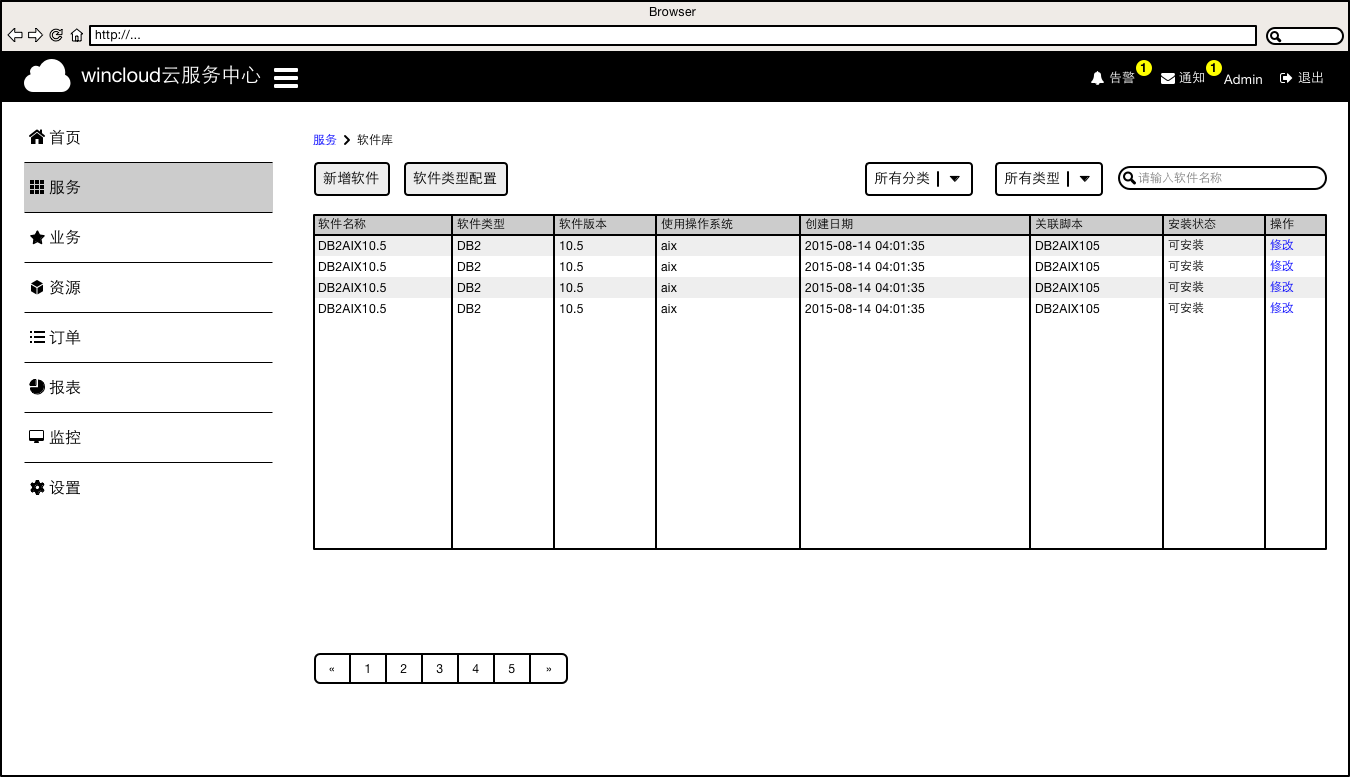 Browser
http://...
wincloud云服务中心 告警 1 通知 1 Admin 退出
首页
服务
业务
资源
订单
报表
监控
设置
服务 软件库
新增软件 软件类型配置 所有分类 所有类型 请输入软件名称
软件名称 软件类型 软件版本 使用操作系统 创建日期 关联脚本 安装状态 操作
DB2AIX10.5 DB2 10.5 aix 2015-08-14 04:01:35 DB2AIX105 可安装 修改
DB2AIX10.5 DB2 10.5 aix 2015-08-14 04:01:35 DB2AIX105 可安装 修改
DB2AIX10.5 DB2 10.5 aix 2015-08-14 04:01:35 DB2AIX105 可安装 修改
DB2AIX10.5 DB2 10.5 aix 2015-08-14 04:01:35 DB2AIX105 可安装 修改
« 1 2 3 4 5 »